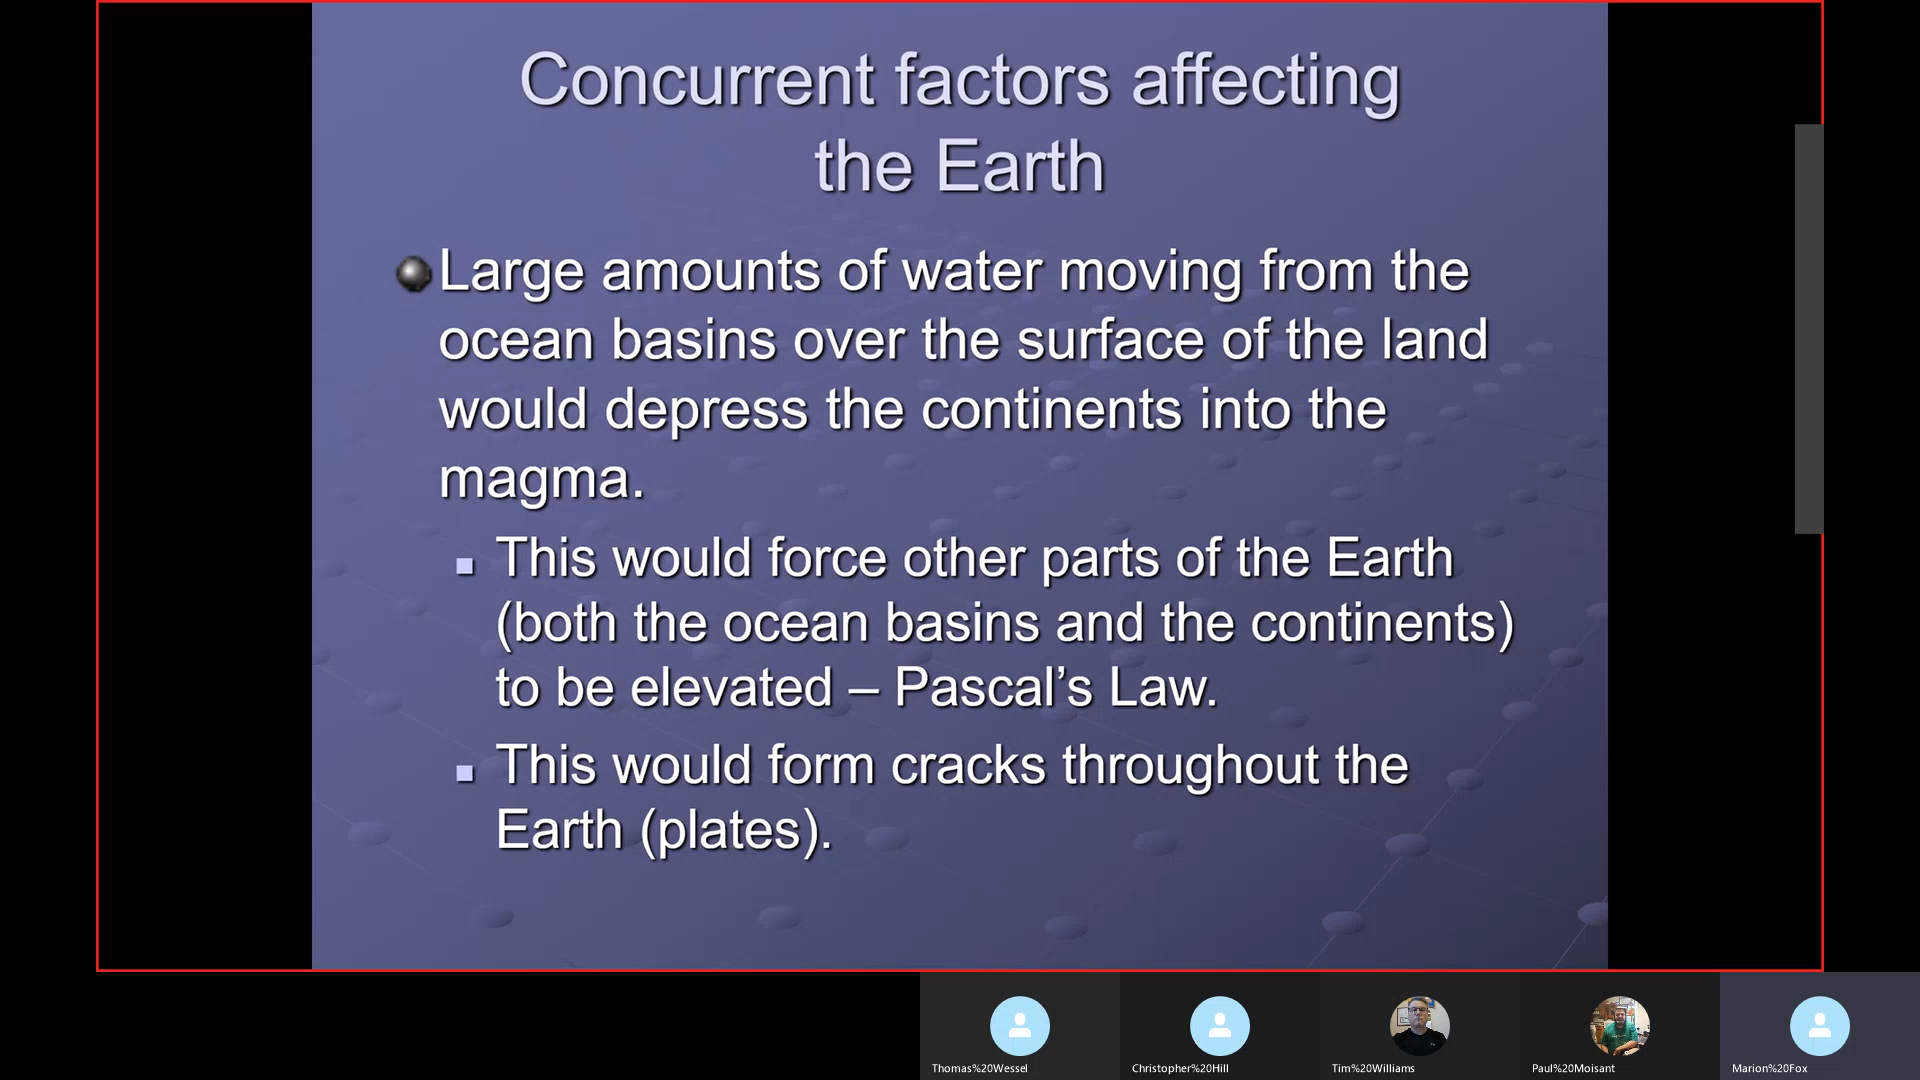 Concurrent factors affecting
the Earth
Large amounts of water moving from the
ocean basins over the surface of the land
would depress the continents into the
magma.
This would force other parts of the Earth
(both the ocean basins and the continents)
to be elevated – Pascal’s Law.
This would form cracks throughout the
Earth (plates).
Thomas%20Wessel
Christopher%20Hill
Tim%20Williams
Paul%20Moisant
Marion%20Fox